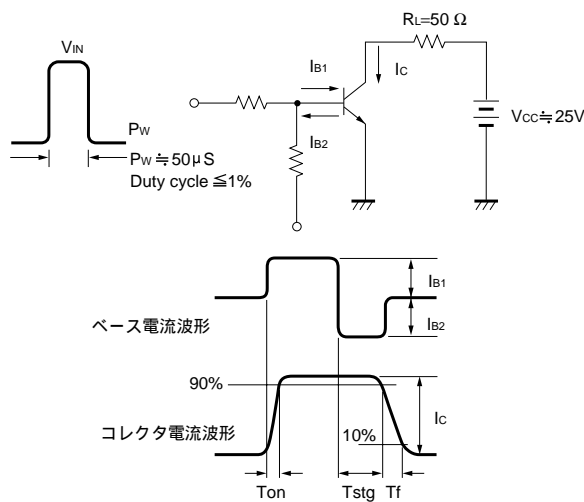 RL=50 Ω
VIN
IB1
IC
IB2
VCC≒25V
PW
PW≒50μS
Duty cycle ≦1%
IB1
ベース電流波形
IB2
90%
IC
コレクタ電流波形
10%
Ton
Tstg
Tf